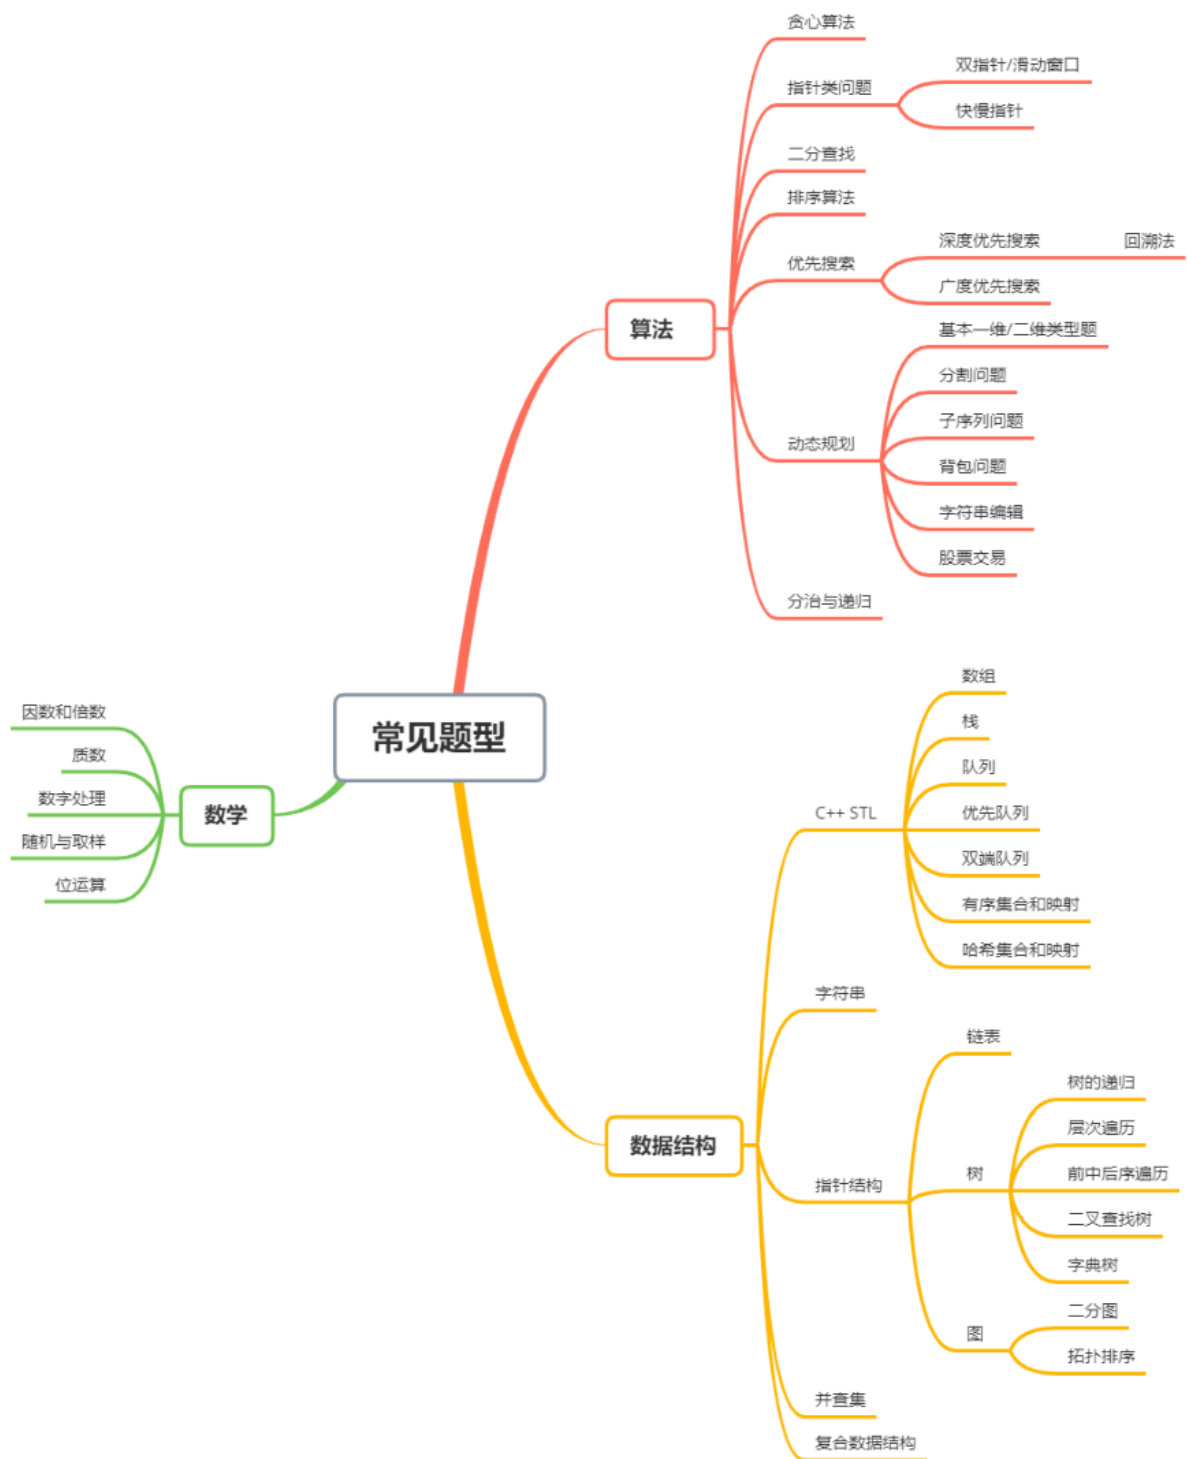 常见题型
算法
贪心算法
指针类问题
双指针/滑动窗口
快慢指针
二分查找
排序算法
优先搜索
深度优先搜索
回溯法
广度优先搜索
动态规划
基本一维/二维类型题
分割问题
子序列问题
背包问题
字符串编辑
股票交易
分治与递归
数学
因数和倍数
质数
数字处理
随机与取样
位运算
数据结构
C++ STL
数组
栈
队列
优先队列
双端队列
有序集合和映射
哈希集合和映射
字符串
指针结构
链表
树
树的递归
层次遍历
前中后序遍历
二叉查找树
字典树
图
二分图
拓扑排序
并查集
复合数据结构